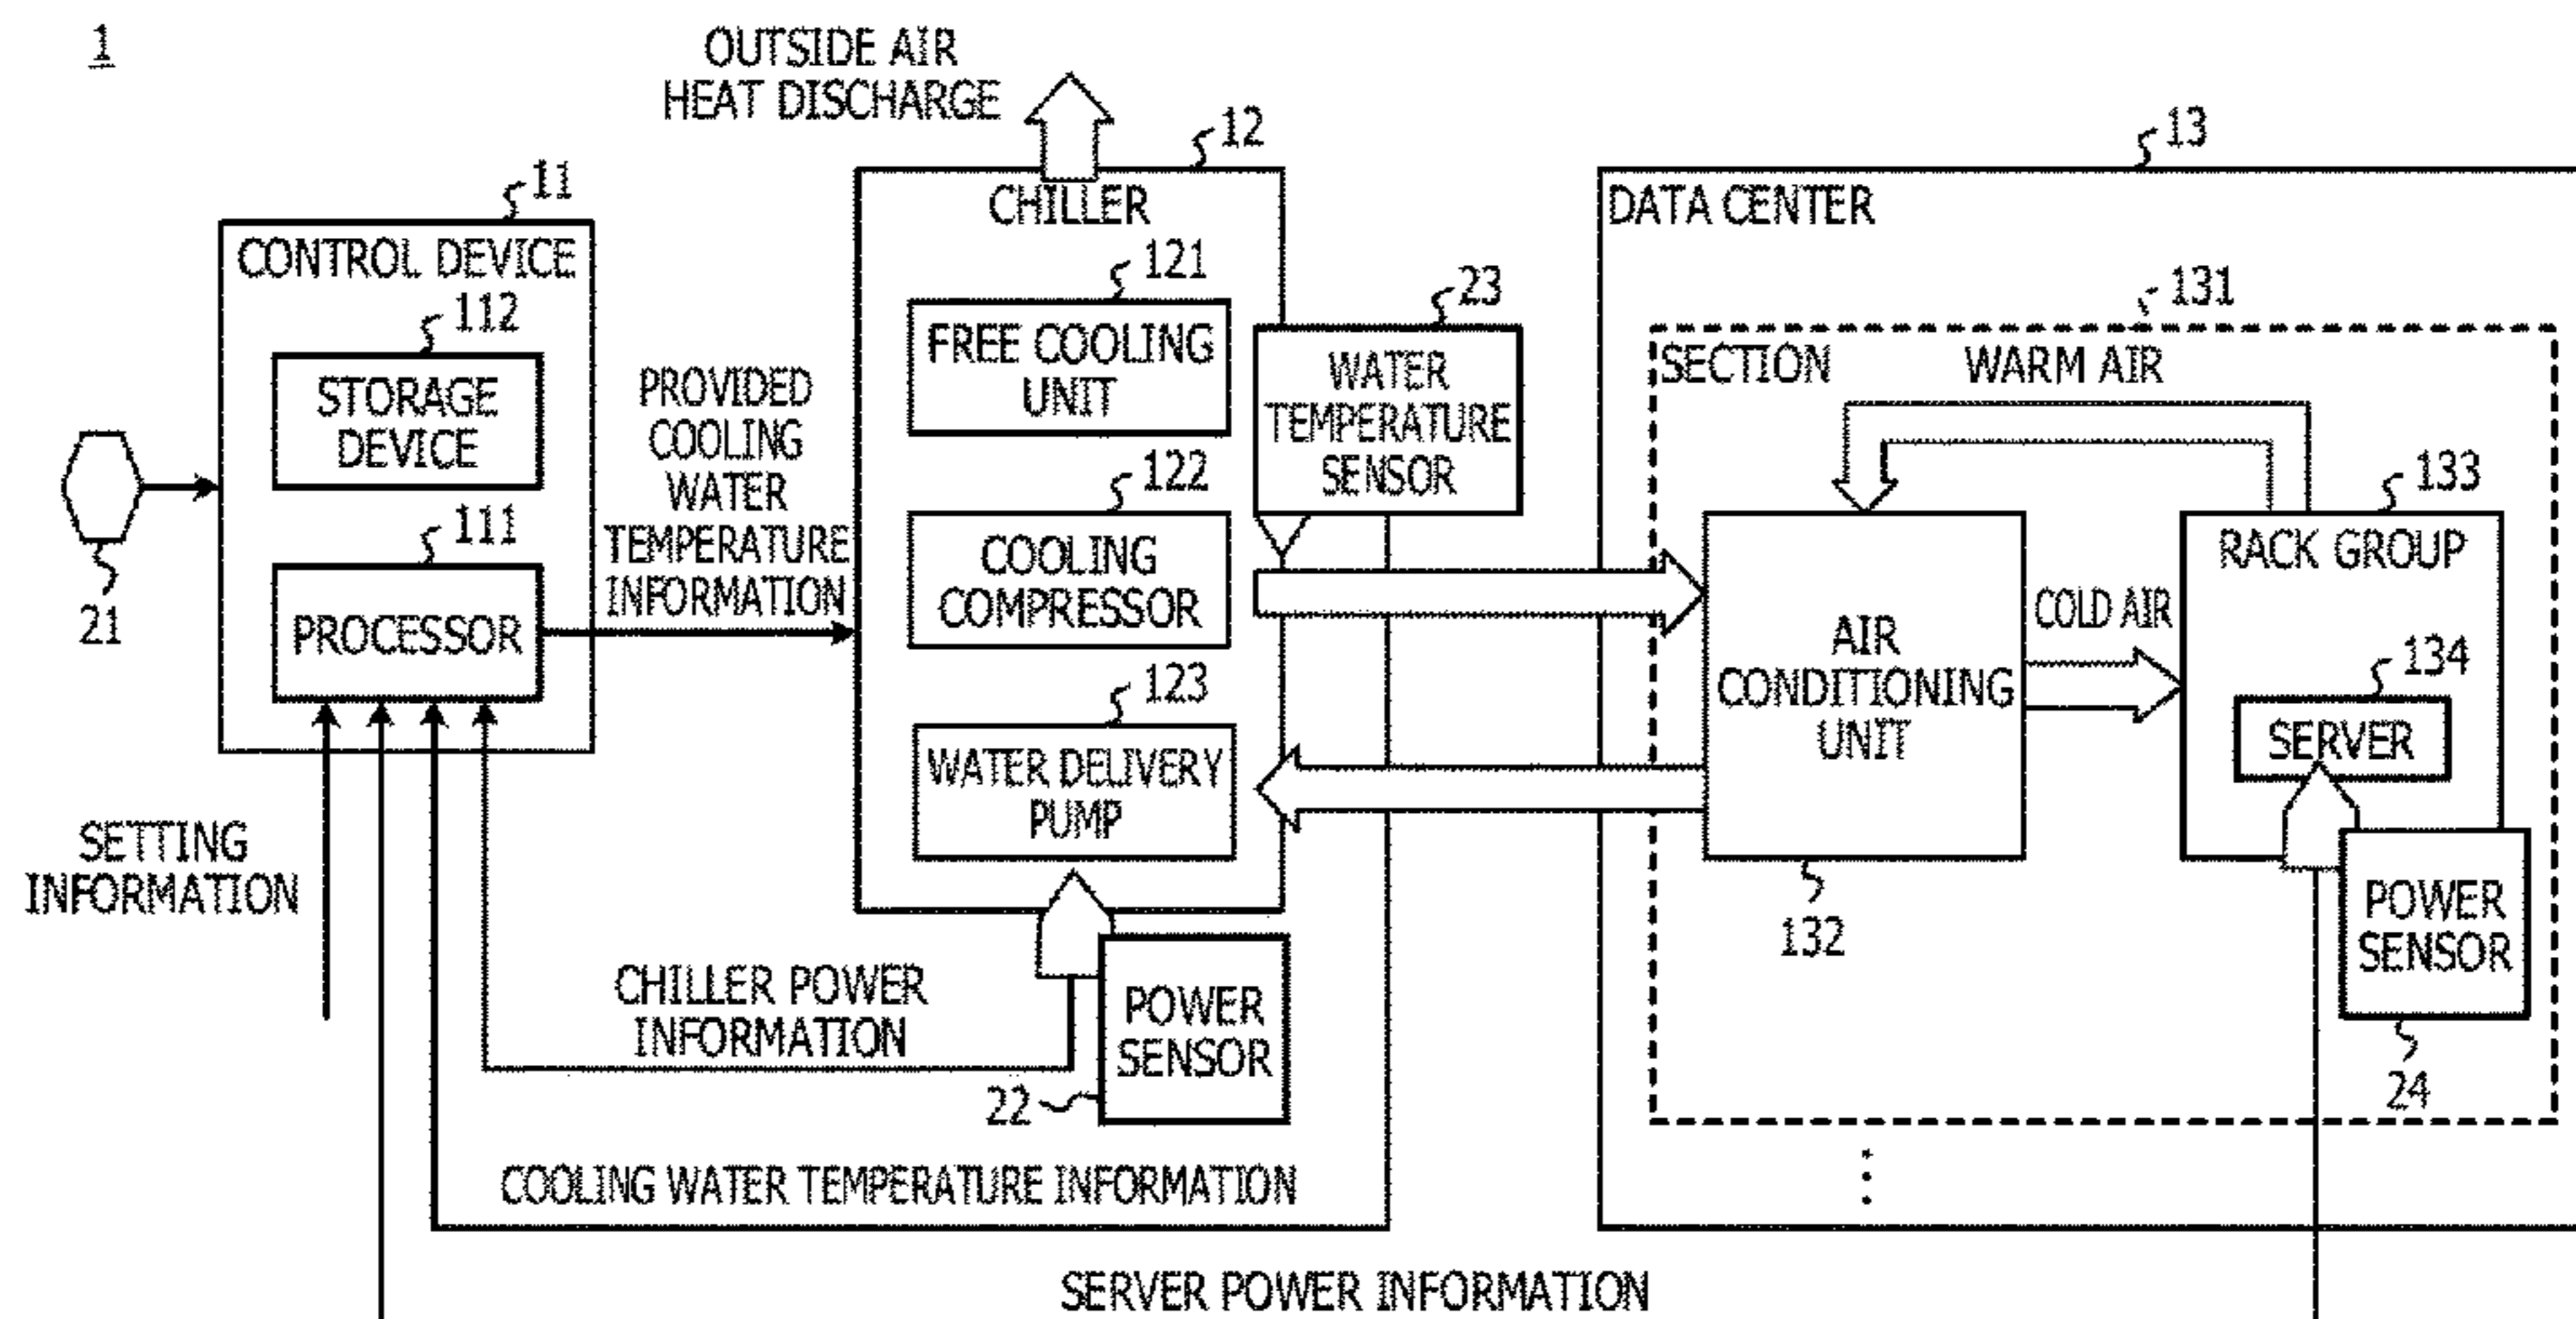 1
OUTSIDE AIR
HEAT DISCHARGE
12
13
11
CHILLER
DATA CENTER
CONTROL DEVICE
121
23
131
112
FREE COOLING
UNIT
WATER
TEMPERATURE
SENSOR
SECTION
WARM AIR
STORAGE
DEVICE
PROVIDED
COOLING
WATER
TEMPERATURE
INFORMATION
122
133
111
COOLING
COMPRESSOR
RACK GROUP
21
PROCESSOR
COLD AIR
AIR
CONDITIONING
UNIT
123
134
SERVER
WATER DELIVERY
PUMP
SETTING
INFORMATION
132
POWER
SENSOR
CHILLER POWER
INFORMATION
POWER
SENSOR
22
24
COOLING WATER TEMPERATURE INFORMATION
SERVER POWER INFORMATION